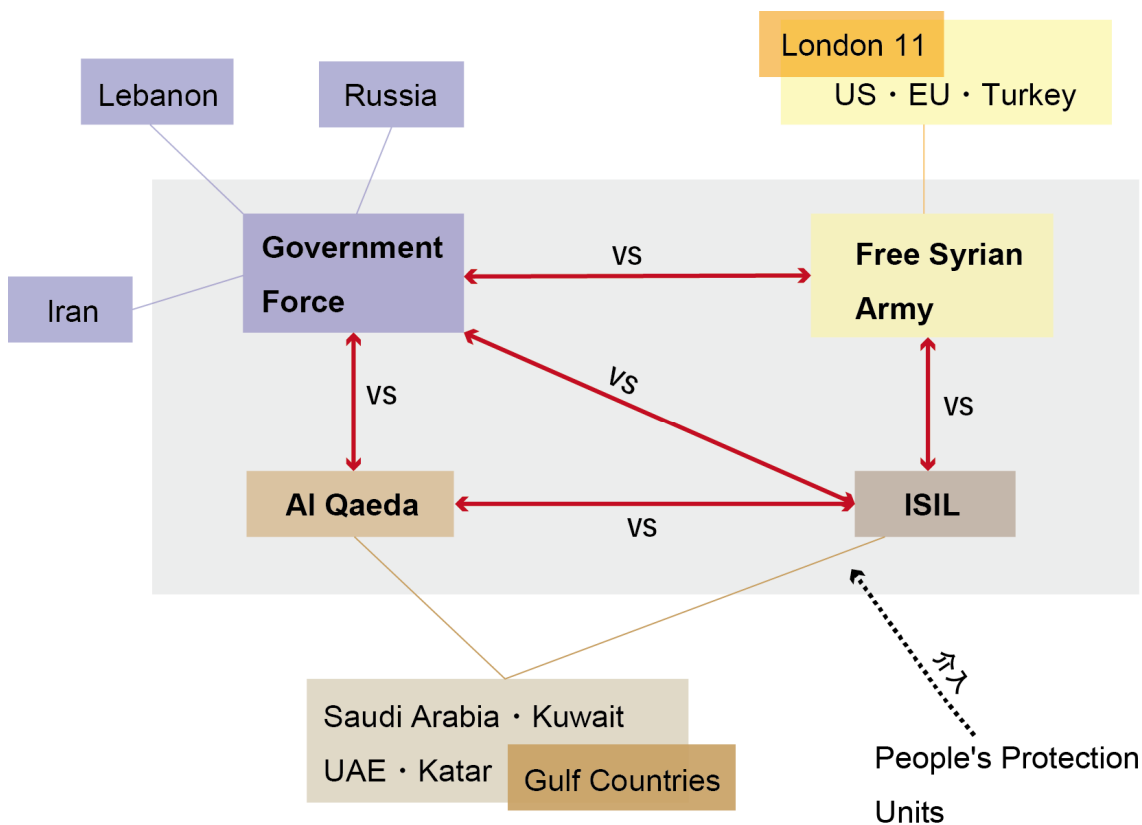 London 11
US・EU・Turkey
Lebanon
Russia
Government
Force
VS
Free Syrian
Army
Iran
VS
VS
VS
Al Qaeda
VS
ISIL
介入
Saudi Arabia・Kuwait
UAE・Katar
Gulf Countries
People's Protection
Units